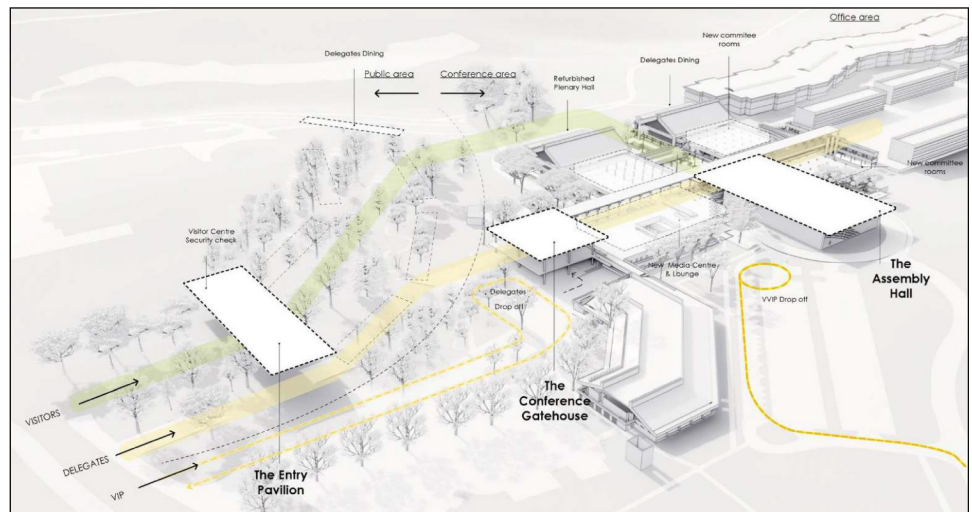 Office area
New commitee
rooms
Delegates Dining
Delegates Dining
Public area
Conference area
Refurbished
Plenary Hall
New committee
rooms
Visitor Centre
Security check
The
Assembly
Hall
New Media Centre
& Lounge
Delegates
Drop off
VVIP Drop off
The
Conference
Gatehouse
VISITORS
DELEGATES
VIP
The Entry
Pavilion